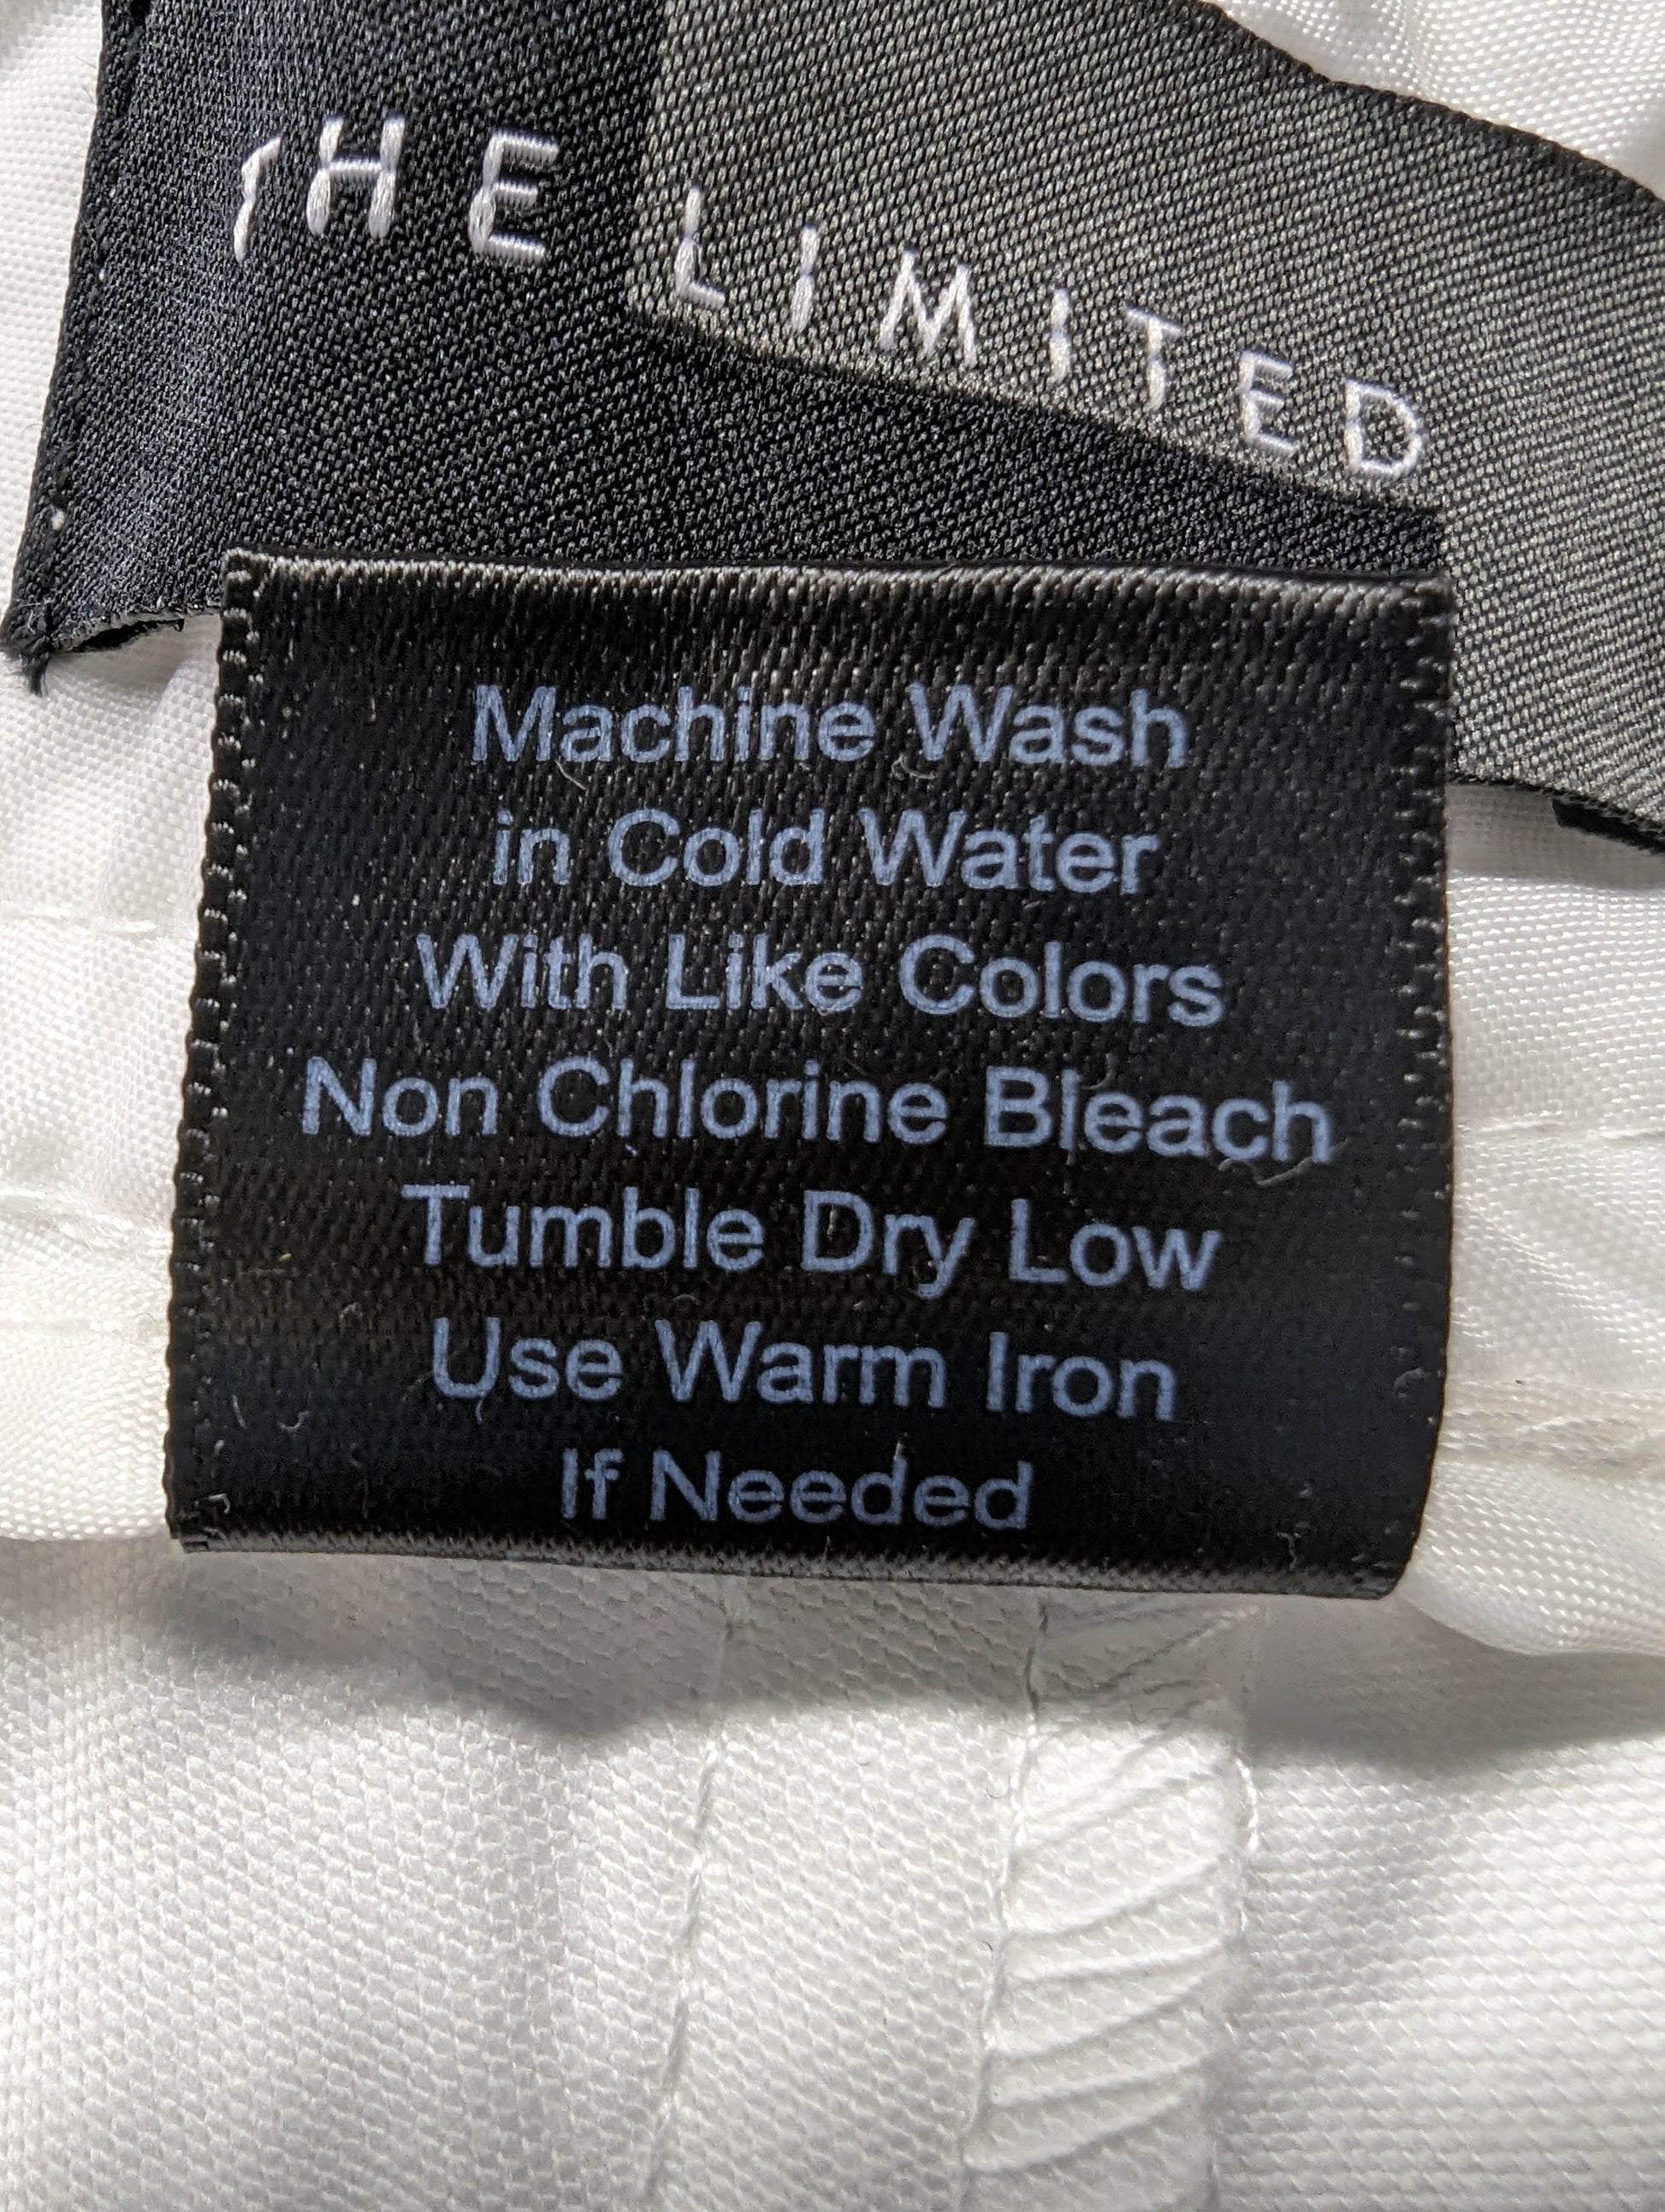 THE LIMITED
Machine Wash
in Cold Water
With Like Colors
Non Chlorine Bleach
Tumble Dry Low
Use Warm Iron
If Needed